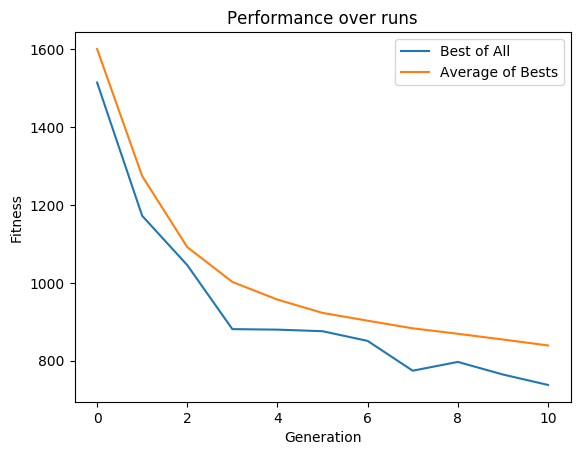 Performance over runs
Best of All
Average of Bests
Fitness
1600
1400
1200
1000
800
0 2 4 6 8 10
Generation